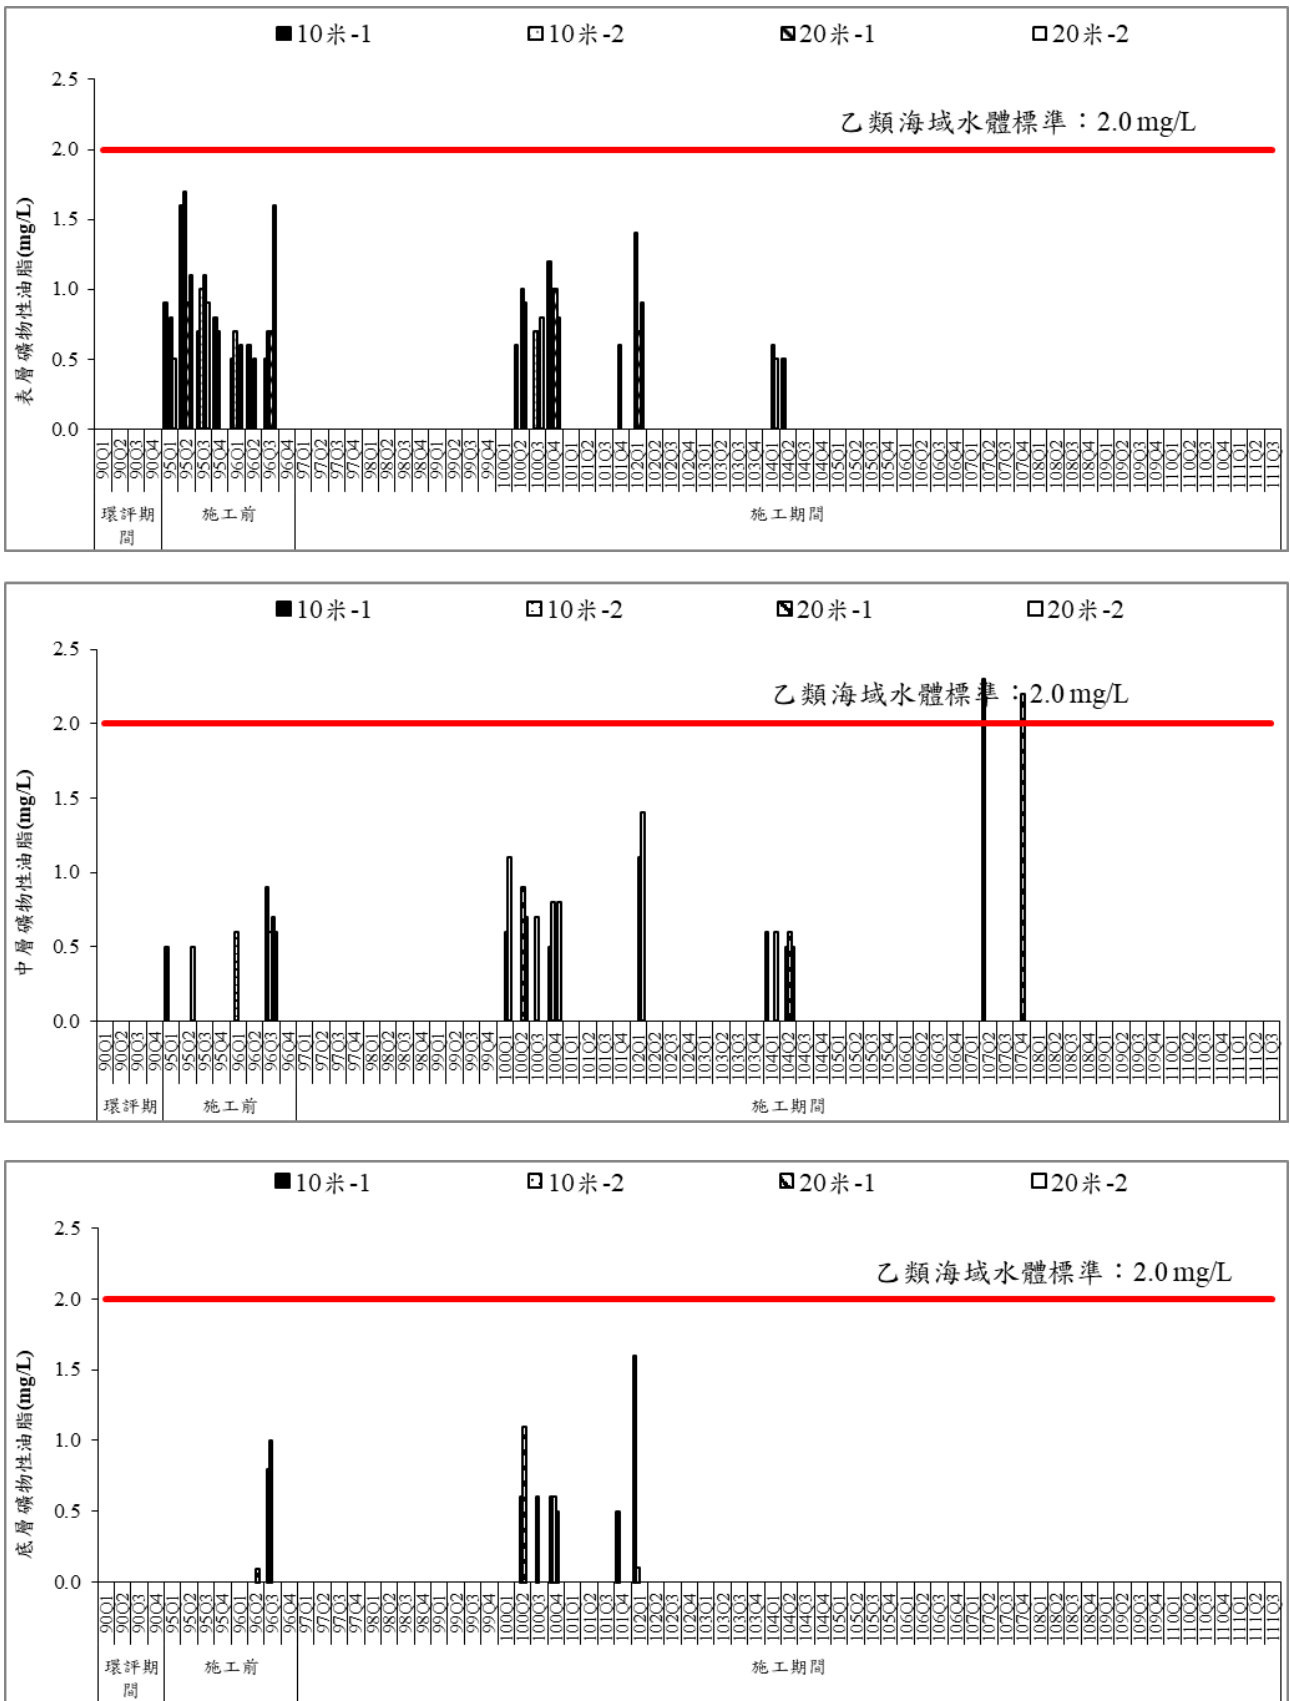 ■10米-1 □10米-2 ■20米-1 □20米-2
乙類海域水體標準：2.0 mg/L
表層礦物性油脂(mg/L)
2.5
2.0
1.5
1.0
0.5
0.0
90Q1 90Q2 90Q3 90Q4 95Q1 95Q2 95Q3 95Q4 96Q1 96Q2 96Q3 96Q4 97Q1 97Q2 97Q3 97Q4 98Q1 98Q2 98Q3 98Q4 99Q1 99Q2 99Q3 99Q4 100Q1 100Q2 100Q3 100Q4 101Q1 101Q2 101Q3 101Q4 102Q1 102Q2 102Q3 102Q4 103Q1 103Q2 103Q3 103Q4 104Q1 104Q2 104Q3 104Q4 105Q1 105Q2 105Q3 105Q4 106Q1 106Q2 106Q3 106Q4 107Q1 107Q2 107Q3 107Q4 108Q1 108Q2 108Q3 108Q4 109Q1 109Q2 109Q3 109Q4 110Q1 110Q2 110Q3 110Q4 111Q1 111Q2 111Q3
環評期間 施工前 施工期間
■10米-1 □10米-2 ■20米-1 □20米-2
乙類海域水體標準：2.0 mg/L
中層礦物性油脂(mg/L)
2.5
2.0
1.5
1.0
0.5
0.0
90Q1 90Q2 90Q3 90Q4 95Q1 95Q2 95Q3 95Q4 96Q1 96Q2 96Q3 96Q4 97Q1 97Q2 97Q3 97Q4 98Q1 98Q2 98Q3 98Q4 99Q1 99Q2 99Q3 99Q4 100Q1 100Q2 100Q3 100Q4 101Q1 101Q2 101Q3 101Q4 102Q1 102Q2 102Q3 102Q4 103Q1 103Q2 103Q3 103Q4 104Q1 104Q2 104Q3 104Q4 105Q1 105Q2 105Q3 105Q4 106Q1 106Q2 106Q3 106Q4 107Q1 107Q2 107Q3 107Q4 108Q1 108Q2 108Q3 108Q4 109Q1 109Q2 109Q3 109Q4 110Q1 110Q2 110Q3 110Q4 111Q1 111Q2 111Q3
環評期 施工前 施工期間
■10米-1 □10米-2 ■20米-1 □20米-2
乙類海域水體標準：2.0 mg/L
底層礦物性油脂(mg/L)
2.5
2.0
1.5
1.0
0.5
0.0
90Q1 90Q2 90Q3 90Q4 95Q1 95Q2 95Q3 95Q4 96Q1 96Q2 96Q3 96Q4 97Q1 97Q2 97Q3 97Q4 98Q1 98Q2 98Q3 98Q4 99Q1 99Q2 99Q3 99Q4 100Q1 100Q2 100Q3 100Q4 101Q1 101Q2 101Q3 101Q4 102Q1 102Q2 102Q3 102Q4 103Q1 103Q2 103Q3 103Q4 104Q1 104Q2 104Q3 104Q4 105Q1 105Q2 105Q3 105Q4 106Q1 106Q2 106Q3 106Q4 107Q1 107Q2 107Q3 107Q4 108Q1 108Q2 108Q3 108Q4 109Q1 109Q2 109Q3 109Q4 110Q1 110Q2 110Q3 110Q4 111Q1 111Q2 111Q3
環評期間 施工前 施工期間